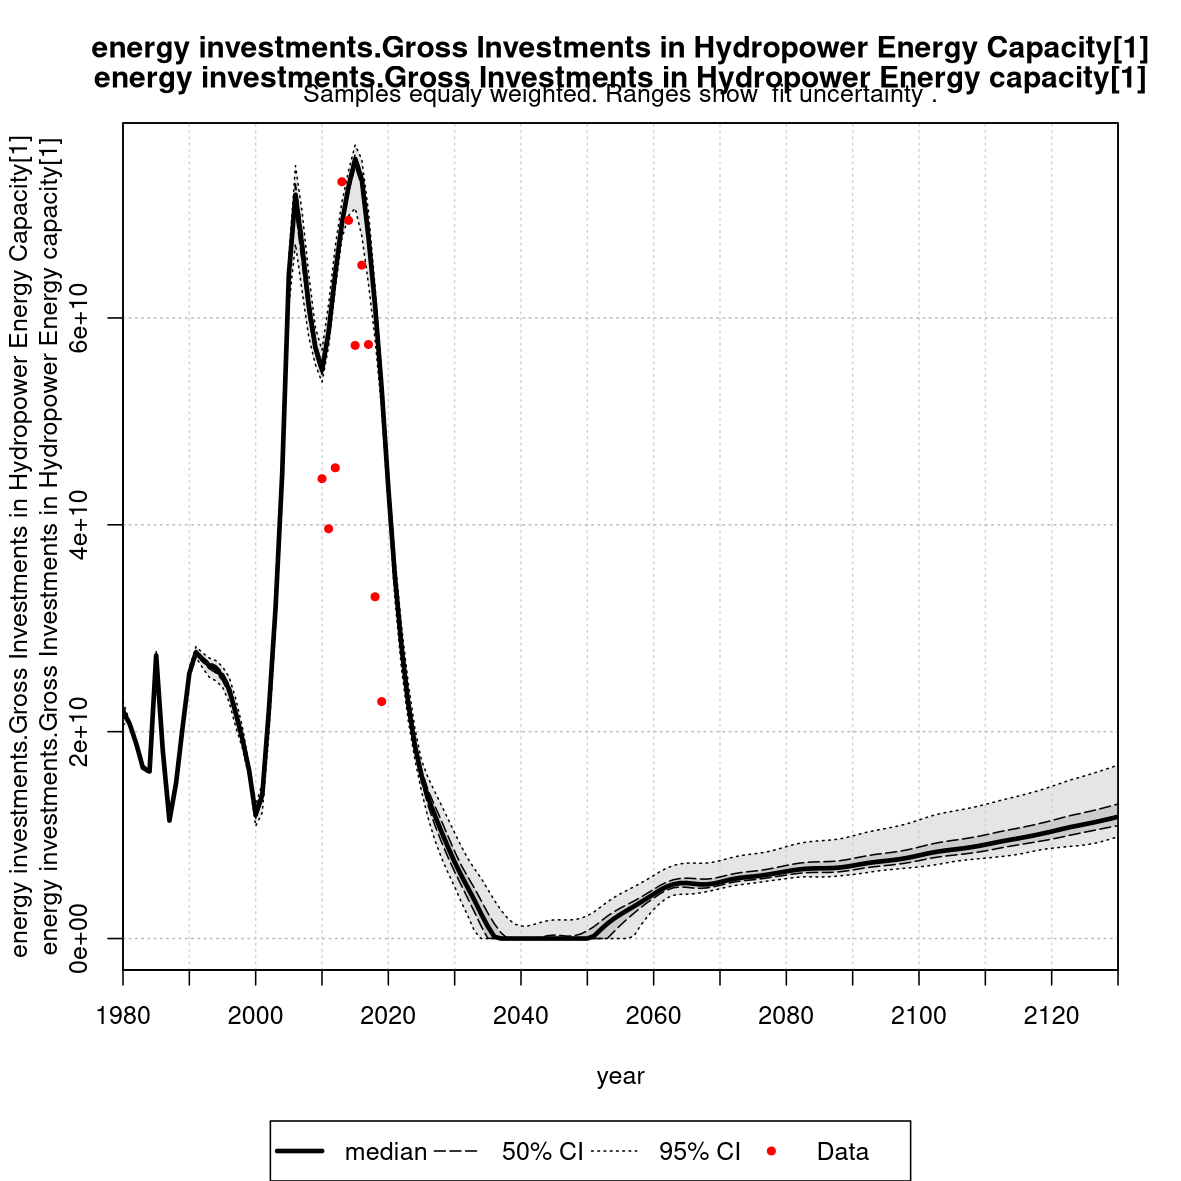 energy investments.Gross Investments in Hydropower Energy Capacity[1]
energy investments.Gross Investments in Hydropower Energy capacity[1]
Samples equaly weighted. Ranges show  fit uncertainty .
energy investments.Gross Investments in Hydropower Energy Capacity[1]
energy investments.Gross Investments in Hydropower Energy capacity[1]
6e+10
4e+10
2e+10
0e+00
1980 2000 2020 2040 2060 2080 2100 2120
year
median 50% CI 95% CI Data